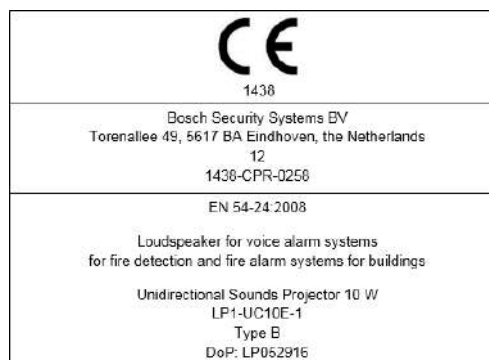 CE
1438
Bosch Security Systems BV
Torenallee 49, 5617 BA Eindhoven, the Netherlands
12
1438-CPR-0258
EN 54-24:2008
Loudspeaker for voice alarm systems
for fire detection and fire alarm systems for buildings
Unidirectional Sounds Projector 10 W
LP1-UC10E-1
Type B
DoP: LP052916